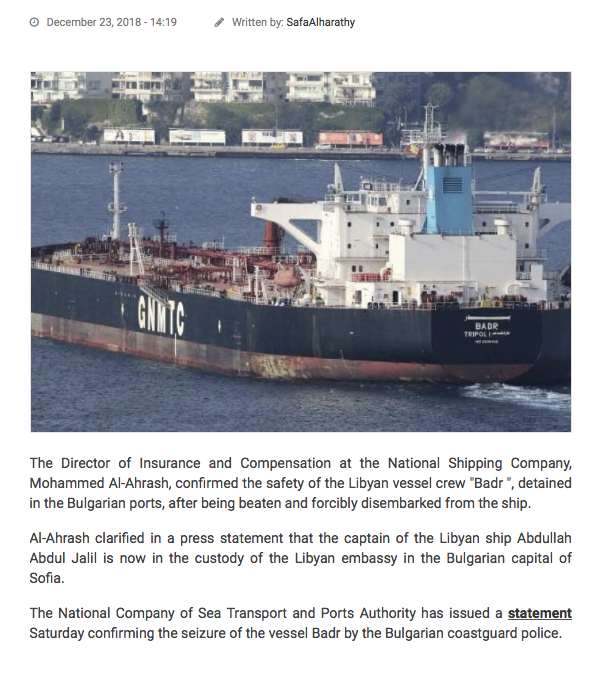 December 23, 2018 - 14:19 Written by: SafaAlharathy
GNMTC
BADR
TRIPOLI
The Director of Insurance and Compensation at the National Shipping Company,
Mohammed Al-Ahrash, confirmed the safety of the Libyan vessel crew "Badr ", detained
in the Bulgarian ports, after being beaten and forcibly disembarked from the ship.
Al-Ahrash clarified in a press statement that the captain of the Libyan ship Abdullah
Abdul Jalil is now in the custody of the Libyan embassy in the Bulgarian capital of
Sofia.
The National Company of Sea Transport and Ports Authority has issued a statement
Saturday confirming the seizure of the vessel Badr by the Bulgarian coastguard police.